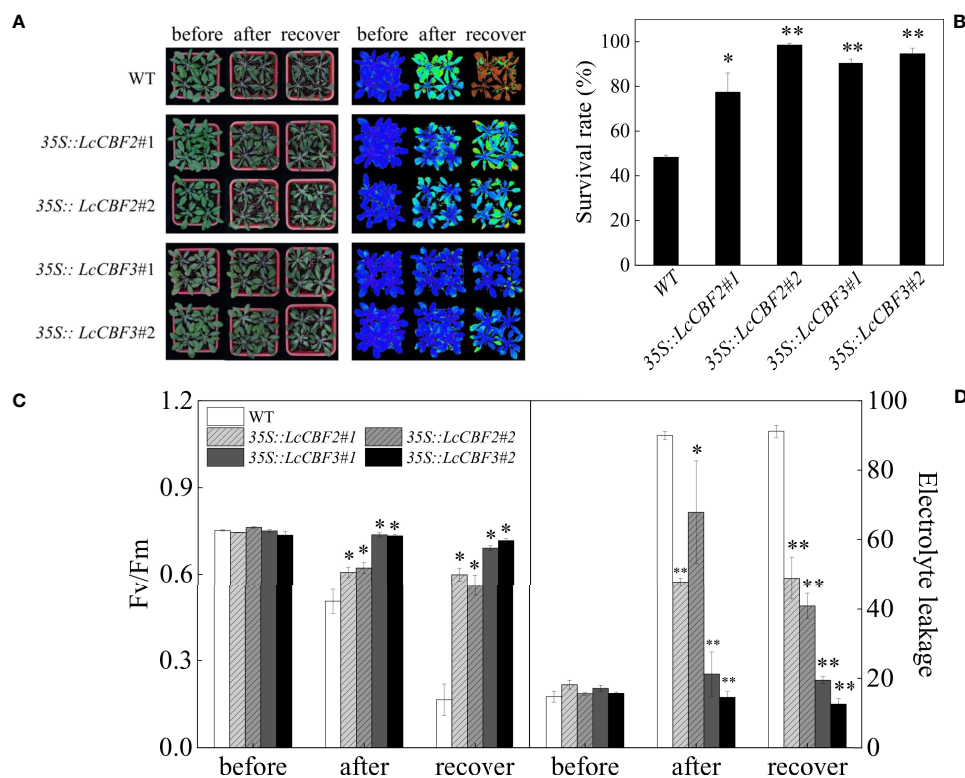 A
before after recover before after recover
WT
35S::LcCBF2#1
35S:: LcCBF2#2
35S:: LcCBF3#1
35S:: LcCBF3#2
B
Survival rate (%)
100
80
60
40
20
0
*
**
**
**
WT
35S::LcCBF2#1
35S::LcCBF2#2
35S::LcCBF3#1
35S::LcCBF3#2
C
Fv/Fm
1.2
0.9
0.6
0.3
0.0
WT
35S::LcCBF2#1 35S::LcCBF2#2
35S::LcCBF3#1 35S::LcCBF3#2
* * * *
* * * *
before after recover
D
Electrolyte leakage
100
80
60
40
20
0
** * ** **
** ** ** **
before after recover